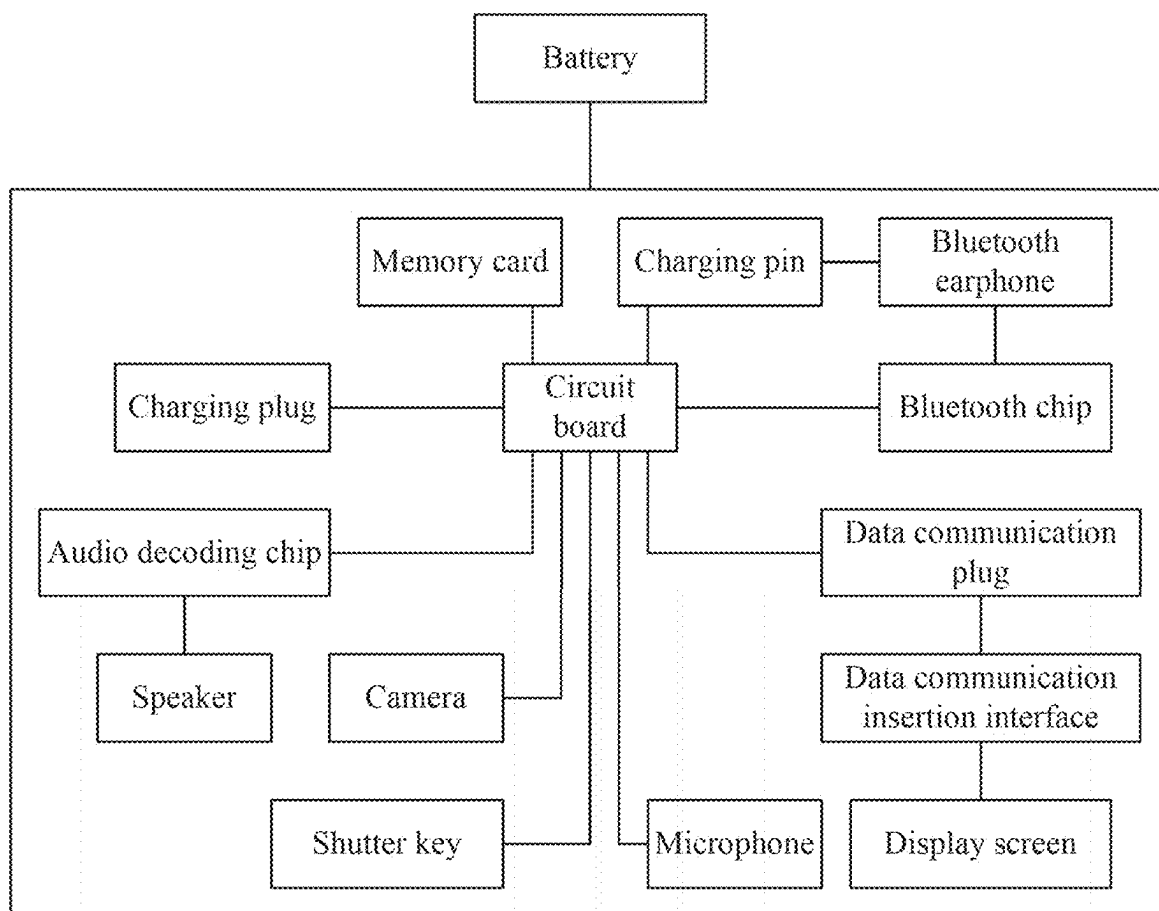 Battery
Memory card
Charging pin
Bluetooth
earphone
Charging plug
Circuit
board
Bluetooth chip
Audio decoding chip
Data communication
plug
Speaker
Camera
Data communication
insertion interface
Shutter key
Microphone
Display screen